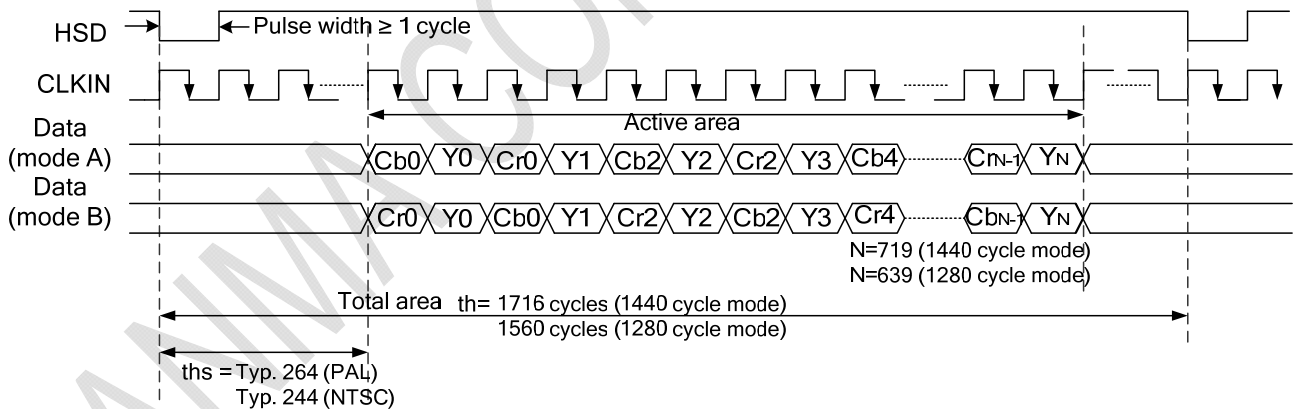 HSD
Pulse width ≥ 1 cycle
CLKIN
Active area
Data
(mode A)
Cb0 Y0 Cr0 Y1 Cb2 Y2 Cr2 Y3 Cb4 CrN-1 YN
Data
(mode B)
Cr0 Y0 Cb0 Y1 Cr2 Y2 Cb2 Y3 Cr4 CbN-1 YN
N=719 (1440 cycle mode)
N=639 (1280 cycle mode)
Total area th= 1716 cycles (1440 cycle mode)
1560 cycles (1280 cycle mode)
ths = Typ. 264 (PAL)
Typ. 244 (NTSC)